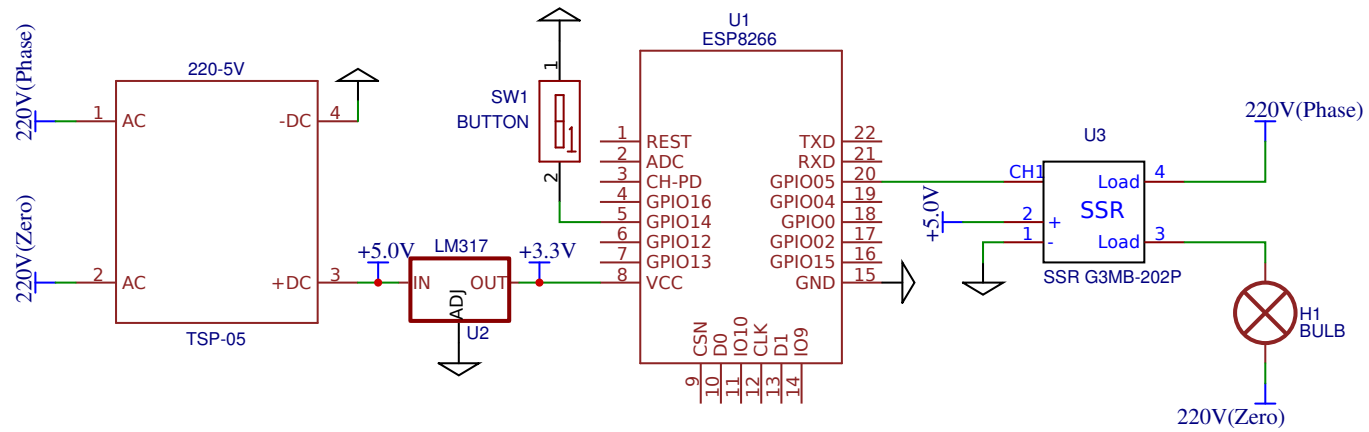 220V(Phase)
220V(Zero)
220-5V
1
AC
2
AC
-DC
4
+DC
3
TSP-05
+5.0V
LM317
IN
OUT
ADJ
U2
+3.3V
SW1
BUTTON
1
1
2
U1
ESP8266
1 REST
2 ADC
3 CH-PD
4 GPIO16
5 GPIO14
6 GPIO12
7 GPIO13
8 VCC
9 CSN
10 D0
11 IO10
12 CLK
13 D1
14 IO9
TXD 22
RXD 21
GPIO05 20
GPIO04 19
GPIO0 18
GPIO02 17
GPIO15 16
GND 15
+5.0V
U3
CH1
2 +
1 -
SSR
Load 4
Load 3
SSR G3MB-202P
220V(Phase)
H1
BULB
220V(Zero)